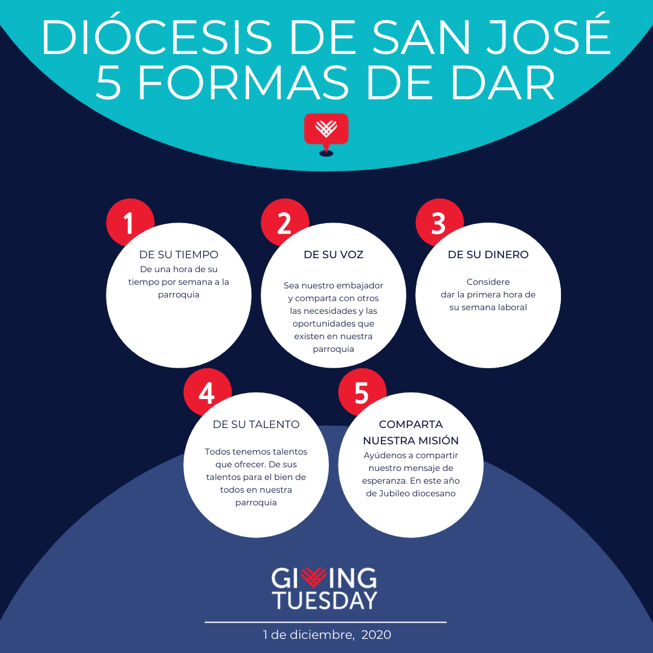 DIÓCESIS DE SAN JOSÉ
5 FORMAS DE DAR
1
DE SU TIEMPO
De una hora de su
tiempo por semana a la
parroquia
2
DE SU VOZ
Sea nuestro embajador
y comparta con otros
las necesidades y las
oportunidades que
existen en nuestra
parroquia
3
DE SU DINERO
Considere
dar la primera hora de
su semana laboral
4
DE SU TALENTO
Todos tenemos talentos
que ofrecer. De sus
talentos para el bien de
todos en nuestra
parroquia
5
COMPARTA
NUESTRA MISIÓN
Ayúdenos a compartir
nuestro mensaje de
esperanza. En este año
de Jubileo diocesano
GIVING
TUESDAY
1 de diciembre, 2020